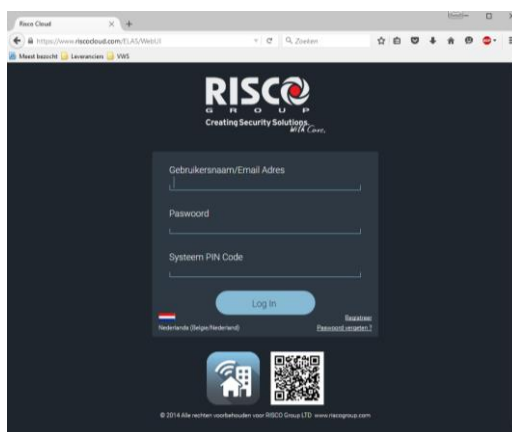 Risco Cloud
https://www.riscocloud.com/ELAS/WebUI
Zoeken
Meest bezocht Leveranciers VWS
RISCO
GROUP
Creating Security Solutions.
With Care.
Gebruikersnaam/Email Adres
Paswoord
Systeem PIN Code
Log In
Registreer
Nederlands (Belgie/Nederland) Paswoord vergeten ?
© 2014 Alle rechten voorbehouden voor RISCO Group LTD www.riscogroup.com